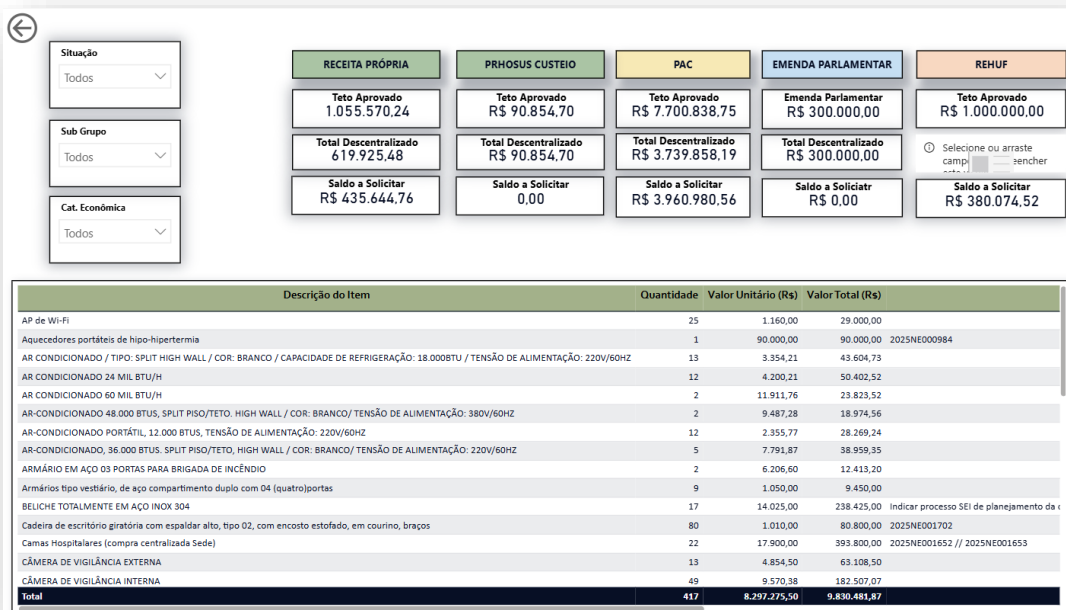 Situação
Todos
Sub Grupo
Todos
Cat. Econômica
Todos
RECEITA PRÓPRIA
Teto Aprovado
1.055.570,24
Total Descentralizado
619.925,48
Saldo a Solicitar
R$ 435.644,76
PRHOSUS CUSTEIO
Teto Aprovado
R$ 90.854,70
Total Descentralizado
R$ 90.854,70
Saldo a Solicitar
0,00
PAC
Teto Aprovado
R$ 7.700.838,75
Total Descentralizado
R$ 3.739.858,19
Saldo a Solicitar
R$ 3.960.980,56
EMENDA PARLAMENTAR
Emenda Parlamentar
R$ 300.000,00
Total Descentralizado
R$ 300.000,00
Saldo a Soliciatr
R$ 0,00
REHUF
Teto Aprovado
R$ 1.000.000,00
Selecione ou arraste
Saldo a Solicitar
R$ 380.074,52
Descrição do Item Quantidade Valor Unitário (R$) Valor Total (R$)
AP de Wi-Fi 25 1.160,00 29.000,00
Aquecedores portáteis de hipo-hipertermia 1 90.000,00 90.000,00 2025NE000984
AR CONDICIONADO / TIPO: SPLIT HIGH WALL / COR: BRANCO / CAPACIDADE DE REFRIGERAÇÃO: 18.000BTU / TENSÃO DE ALIMENTAÇÃO: 220V/60HZ 13 3.354,21 43.604,73
AR CONDICIONADO 24 MIL BTU/H 12 4.200,21 50.402,52
AR CONDICIONADO 60 MIL BTU/H 2 11.911,76 23.823,52
AR-CONDICIONADO 48.000 BTUS, SPLIT PISO/TETO. HIGH WALL / COR: BRANCO/ TENSÃO DE ALIMENTAÇÃO: 380V/60HZ 2 9.487,28 18.974,56
AR-CONDICIONADO PORTÁTIL, 12.000 BTUS, TENSÃO DE ALIMENTAÇÃO: 220V/60HZ 12 2.355,77 28.269,24
AR-CONDICIONADO, 36.000 BTUS. SPLIT PISO/TETO, HIGH WALL / COR: BRANCO/ TENSÃO DE ALIMENTAÇÃO: 220V/60HZ 5 7.791,87 38.959,35
ARMÁRIO EM AÇO 03 PORTAS PARA BRIGADA DE INCÊNDIO 2 6.206,60 12.413,20
Armários tipo vestiário, de aço compartimento duplo com 04 (quatro)portas 9 1.050,00 9.450,00
BELICHE TOTALMENTE EM AÇO INOX 304 17 14.025,00 238.425,00 Indicar processo SEI de planejamento da
Cadeira de escritório giratória com espaldar alto, tipo 02, com encosto estofado, em courino, braços 80 1.010,00 80.800,00 2025NE001702
Camas Hospitalares (compra centralizada Sede) 22 17.900,00 393.800,00 2025NE001652 // 2025NE001653
CÂMERA DE VIGILÂNCIA EXTERNA 13 4.854,50 63.108,50
CÂMERA DE VIGILÂNCIA INTERNA 49 9.570,38 182.507,07
Total 417 8.297.275,50 9.830.481,87